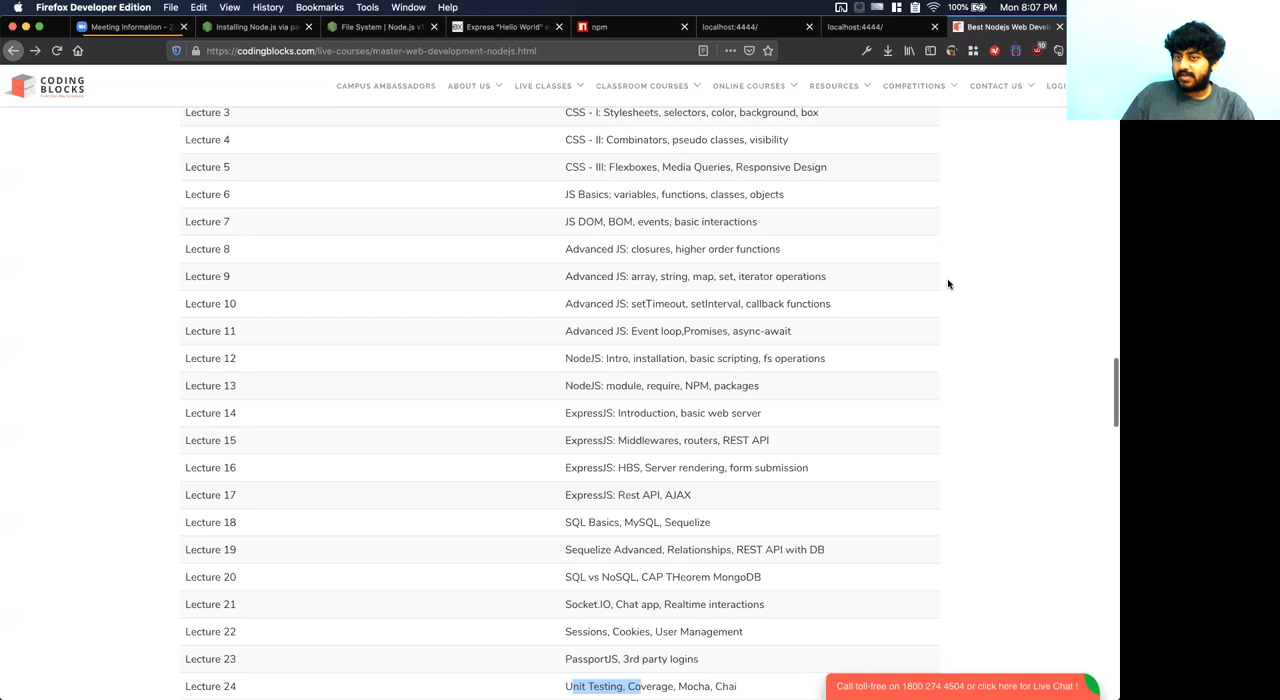 Firefox Developer Edition File Edit View History Bookmarks Tools Window Help 100% Mon 8:07 PM
Meeting Information - Z Installing Node.js via pa File System | Node.js v1 Express "Hello World" e npm localhost:4444/ localhost:4444/ Best Nodejs Web Devel
https://codingblocks.com/live-courses/master-web-development-nodejs.html 10
CODING BLOCKS CAMPUS AMBASSADORS ABOUT US LIVE CLASSES CLASSROOM COURSES ONLINE COURSES RESOURCES COMPETITIONS CONTACT US LOGI
Lecture 3 CSS - I: Stylesheets, selectors, color, background, box
Lecture 4 CSS - II: Combinators, pseudo classes, visibility
Lecture 5 CSS - III: Flexboxes, Media Queries, Responsive Design
Lecture 6 JS Basics: variables, functions, classes, objects
Lecture 7 JS DOM, BOM, events, basic interactions
Lecture 8 Advanced JS: closures, higher order functions
Lecture 9 Advanced JS: array, string, map, set, iterator operations
Lecture 10 Advanced JS: setTimeout, setInterval, callback functions
Lecture 11 Advanced JS: Event loop,Promises, async-await
Lecture 12 NodeJS: Intro, installation, basic scripting, fs operations
Lecture 13 NodeJS: module, require, NPM, packages
Lecture 14 ExpressJS: Introduction, basic web server
Lecture 15 ExpressJS: Middlewares, routers, REST API
Lecture 16 ExpressJS: HBS, Server rendering, form submission
Lecture 17 ExpressJS: Rest API, AJAX
Lecture 18 SQL Basics, MySQL, Sequelize
Lecture 19 Sequelize Advanced, Relationships, REST API with DB
Lecture 20 SQL vs NoSQL, CAP THeorem MongoDB
Lecture 21 Socket.IO, Chat app, Realtime interactions
Lecture 22 Sessions, Cookies, User Management
Lecture 23 PassportJS, 3rd party logins
Lecture 24 Unit Testing, Coverage, Mocha, Chai
Call toll-free on 1800 274 4504 or click here for Live Chat !